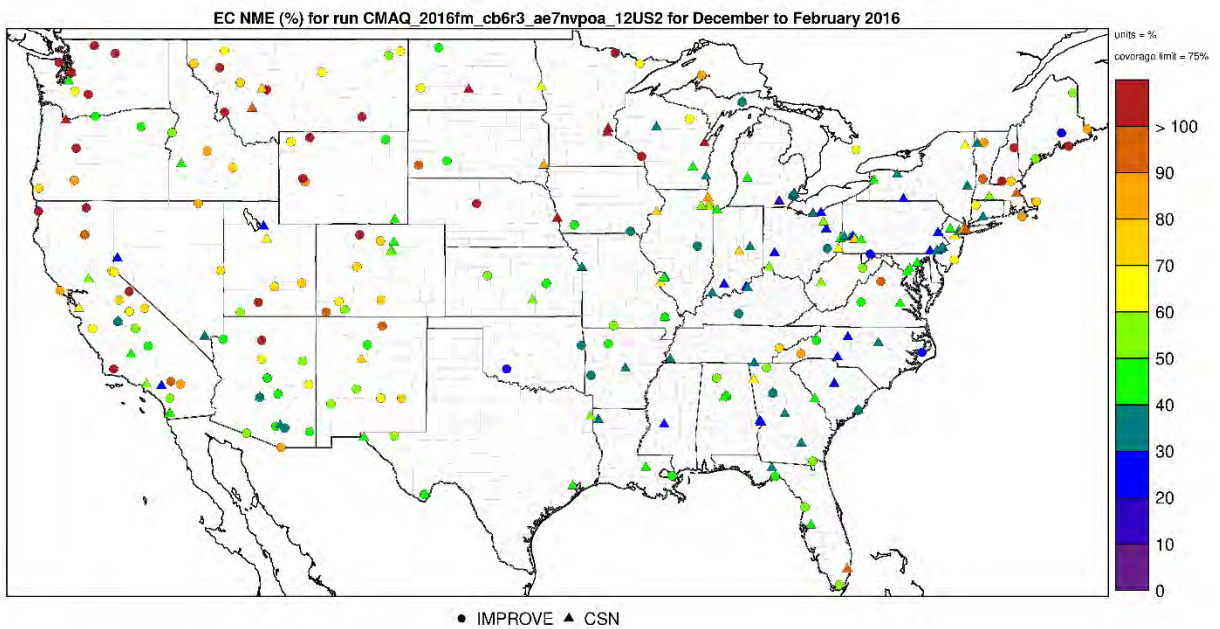 EC NME (%) for run CMAQ_2016fm_cb6r3_ae7nvpoa_12US2 for December to February 2016
units = %
coverage limit = 75%
> 100
90
80
70
60
50
40
30
20
10
0
● IMPROVE ▲ CSN